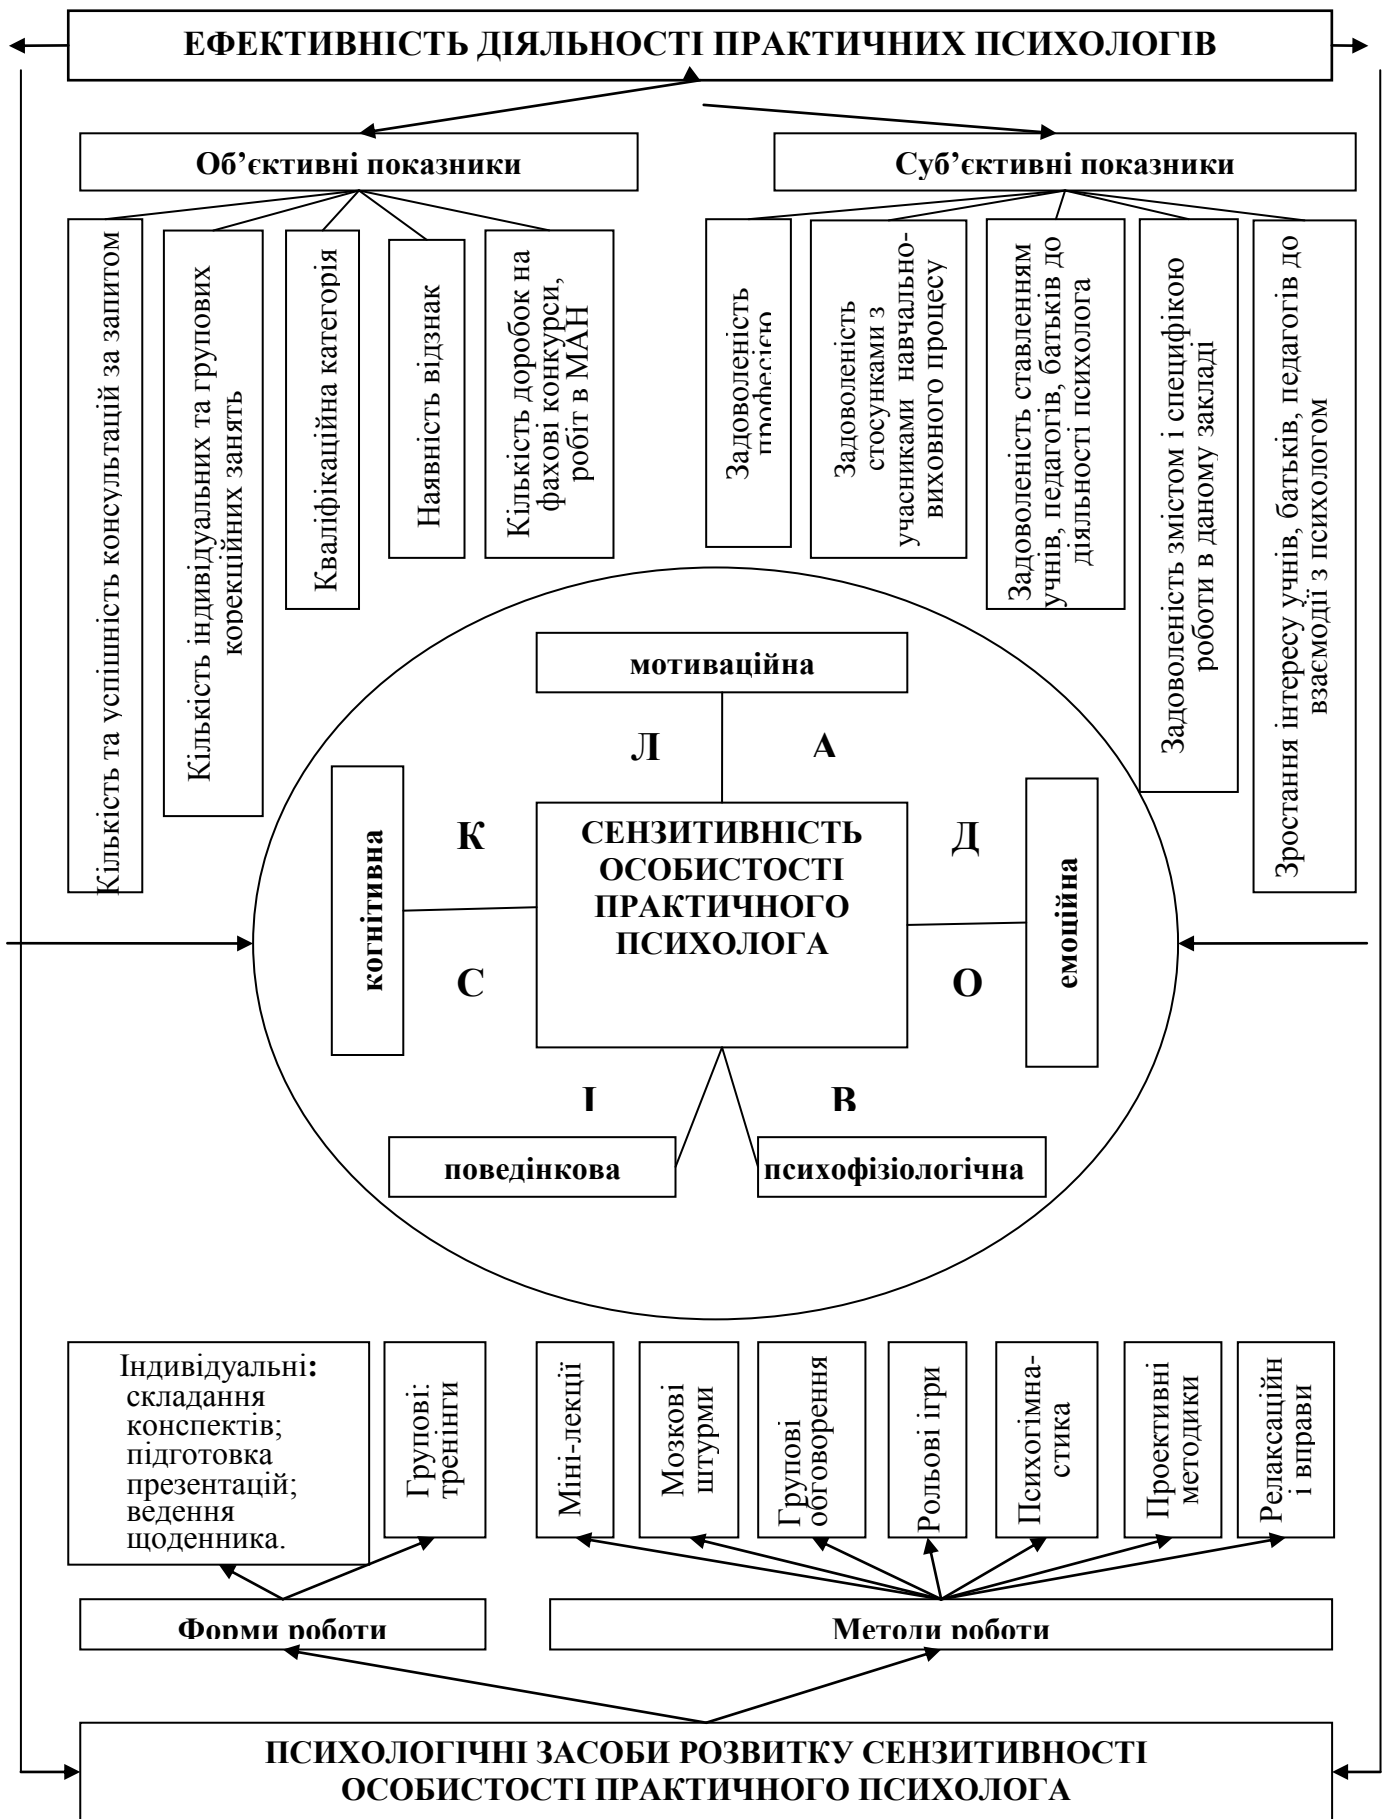 ЕФЕКТИВНІСТЬ ДІЯЛЬНОСТІ ПРАКТИЧНИХ ПСИХОЛОГІВ
Об’єктивні показники
Суб’єктивні показники
Кількість та успішність консультацій за запитом
Кількість індивідуальних та групових
корекційних занять
Кваліфікаційна категорія
Наявність відзнак
Кількість доробок на
фахові конкурси,
робіт в МАН
Задоволеність
професією
Задоволеність
стосунками з
учасниками навчально-
виховного процесу
Задоволеність ставленням
учнів, педагогів, батьків до
діяльності психолога
Задоволеність змістом і специфікою
роботи в даному закладі
Зростання інтересу учнів, батьків, педагогів до
взаємодії з психологом
мотиваційна
Л А
К Д
когнітивна
СЕНЗИТИВНІСТЬ
ОСОБИСТОСТІ
ПРАКТИЧНОГО
ПСИХОЛОГА
емоційна
С О
І В
поведінкова
психофізіологічна
Індивідуальні:
складання
конспектів;
підготовка
презентацій;
ведення
щоденника.
Групові:
тренінги
Міні-лекції
Мозкові
штурми
Групові
обговорення
Рольові ігри
Психогімна-
стика
Проективні
методики
Релаксаційн
і вправи
Форми роботи
Методи роботи
ПСИХОЛОГІЧНІ ЗАСОБИ РОЗВИТКУ СЕНЗИТИВНОСТІ
ОСОБИСТОСТІ ПРАКТИЧНОГО ПСИХОЛОГА